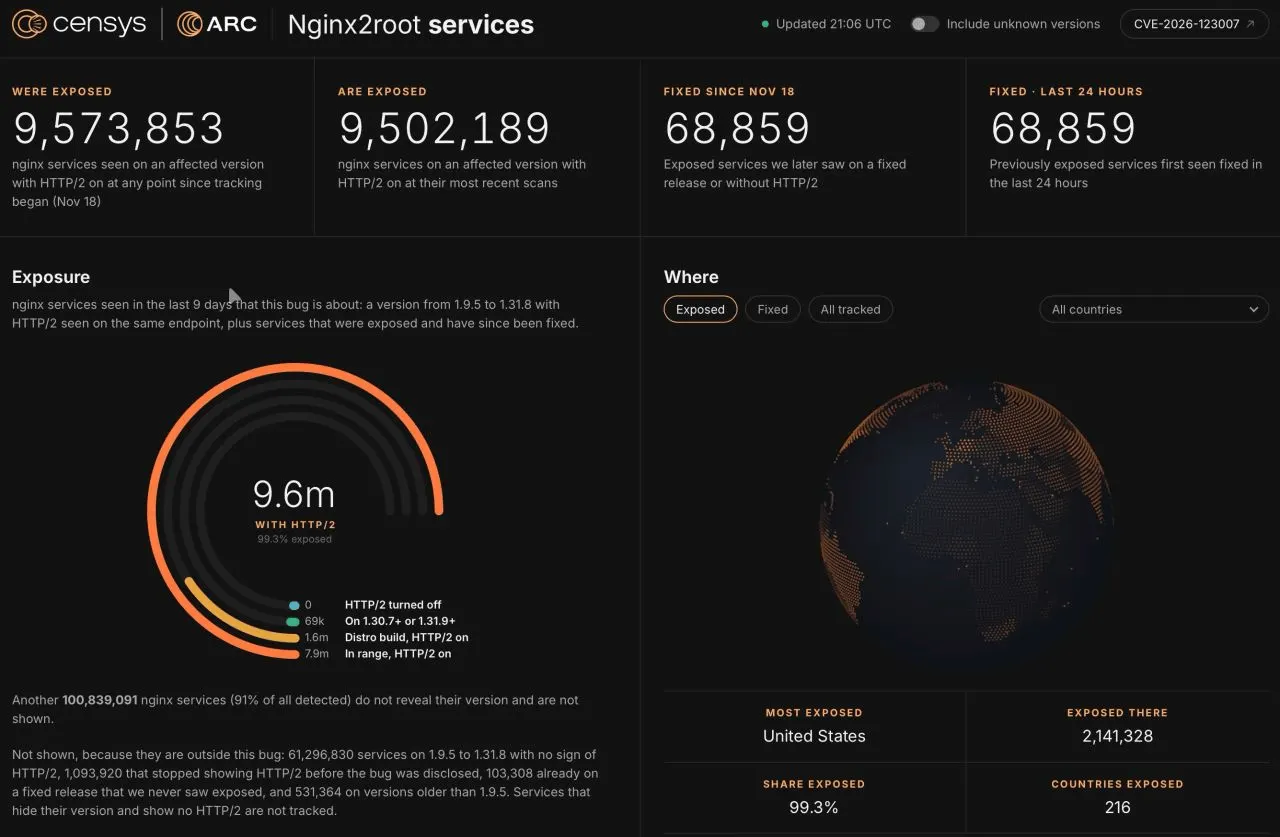 censys ARC Nginx2root services
Updated 21:06 UTC Include unknown versions CVE-2026-123007 ↗
WERE EXPOSED
9,573,853
nginx services seen on an affected version
with HTTP/2 on at any point since tracking
began (Nov 18)
ARE EXPOSED
9,502,189
nginx services on an affected version with
HTTP/2 on at their most recent scans
FIXED SINCE NOV 18
68,859
Exposed services we later saw on a fixed
release or without HTTP/2
FIXED · LAST 24 HOURS
68,859
Previously exposed services first seen fixed in
the last 24 hours
Exposure
nginx services seen in the last 9 days that this bug is about: a version from 1.9.5 to 1.31.8 with
HTTP/2 seen on the same endpoint, plus services that were exposed and have since been fixed.
9.6m
WITH HTTP/2
99.3% exposed
0 HTTP/2 turned off
69k On 1.30.7+ or 1.31.9+
1.6m Distro build, HTTP/2 on
7.9m In range, HTTP/2 on
Another 100,839,091 nginx services (91% of all detected) do not reveal their version and are not
shown.
Not shown, because they are outside this bug: 61,296,830 services on 1.9.5 to 1.31.8 with no sign of
HTTP/2, 1,093,920 that stopped showing HTTP/2 before the bug was disclosed, 103,308 already on
a fixed release that we never saw exposed, and 531,364 on versions older than 1.9.5. Services that
hide their version and show no HTTP/2 are not tracked.
Where
Exposed Fixed All tracked All countries
MOST EXPOSED
United States
EXPOSED THERE
2,141,328
SHARE EXPOSED
99.3%
COUNTRIES EXPOSED
216